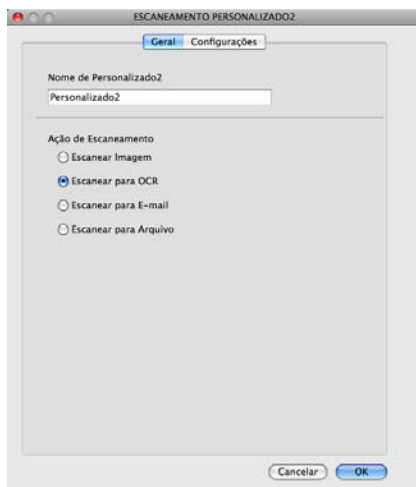 ESCANEAMENTO PERSONALIZADO2
Geral Configurações
Nome de Personalizado2
Personalizado2
Ação de Escaneamento
Escanear Imagem
Escanear para OCR
Escanear para E-mail
Escanear para Arquivo
Cancelar OK